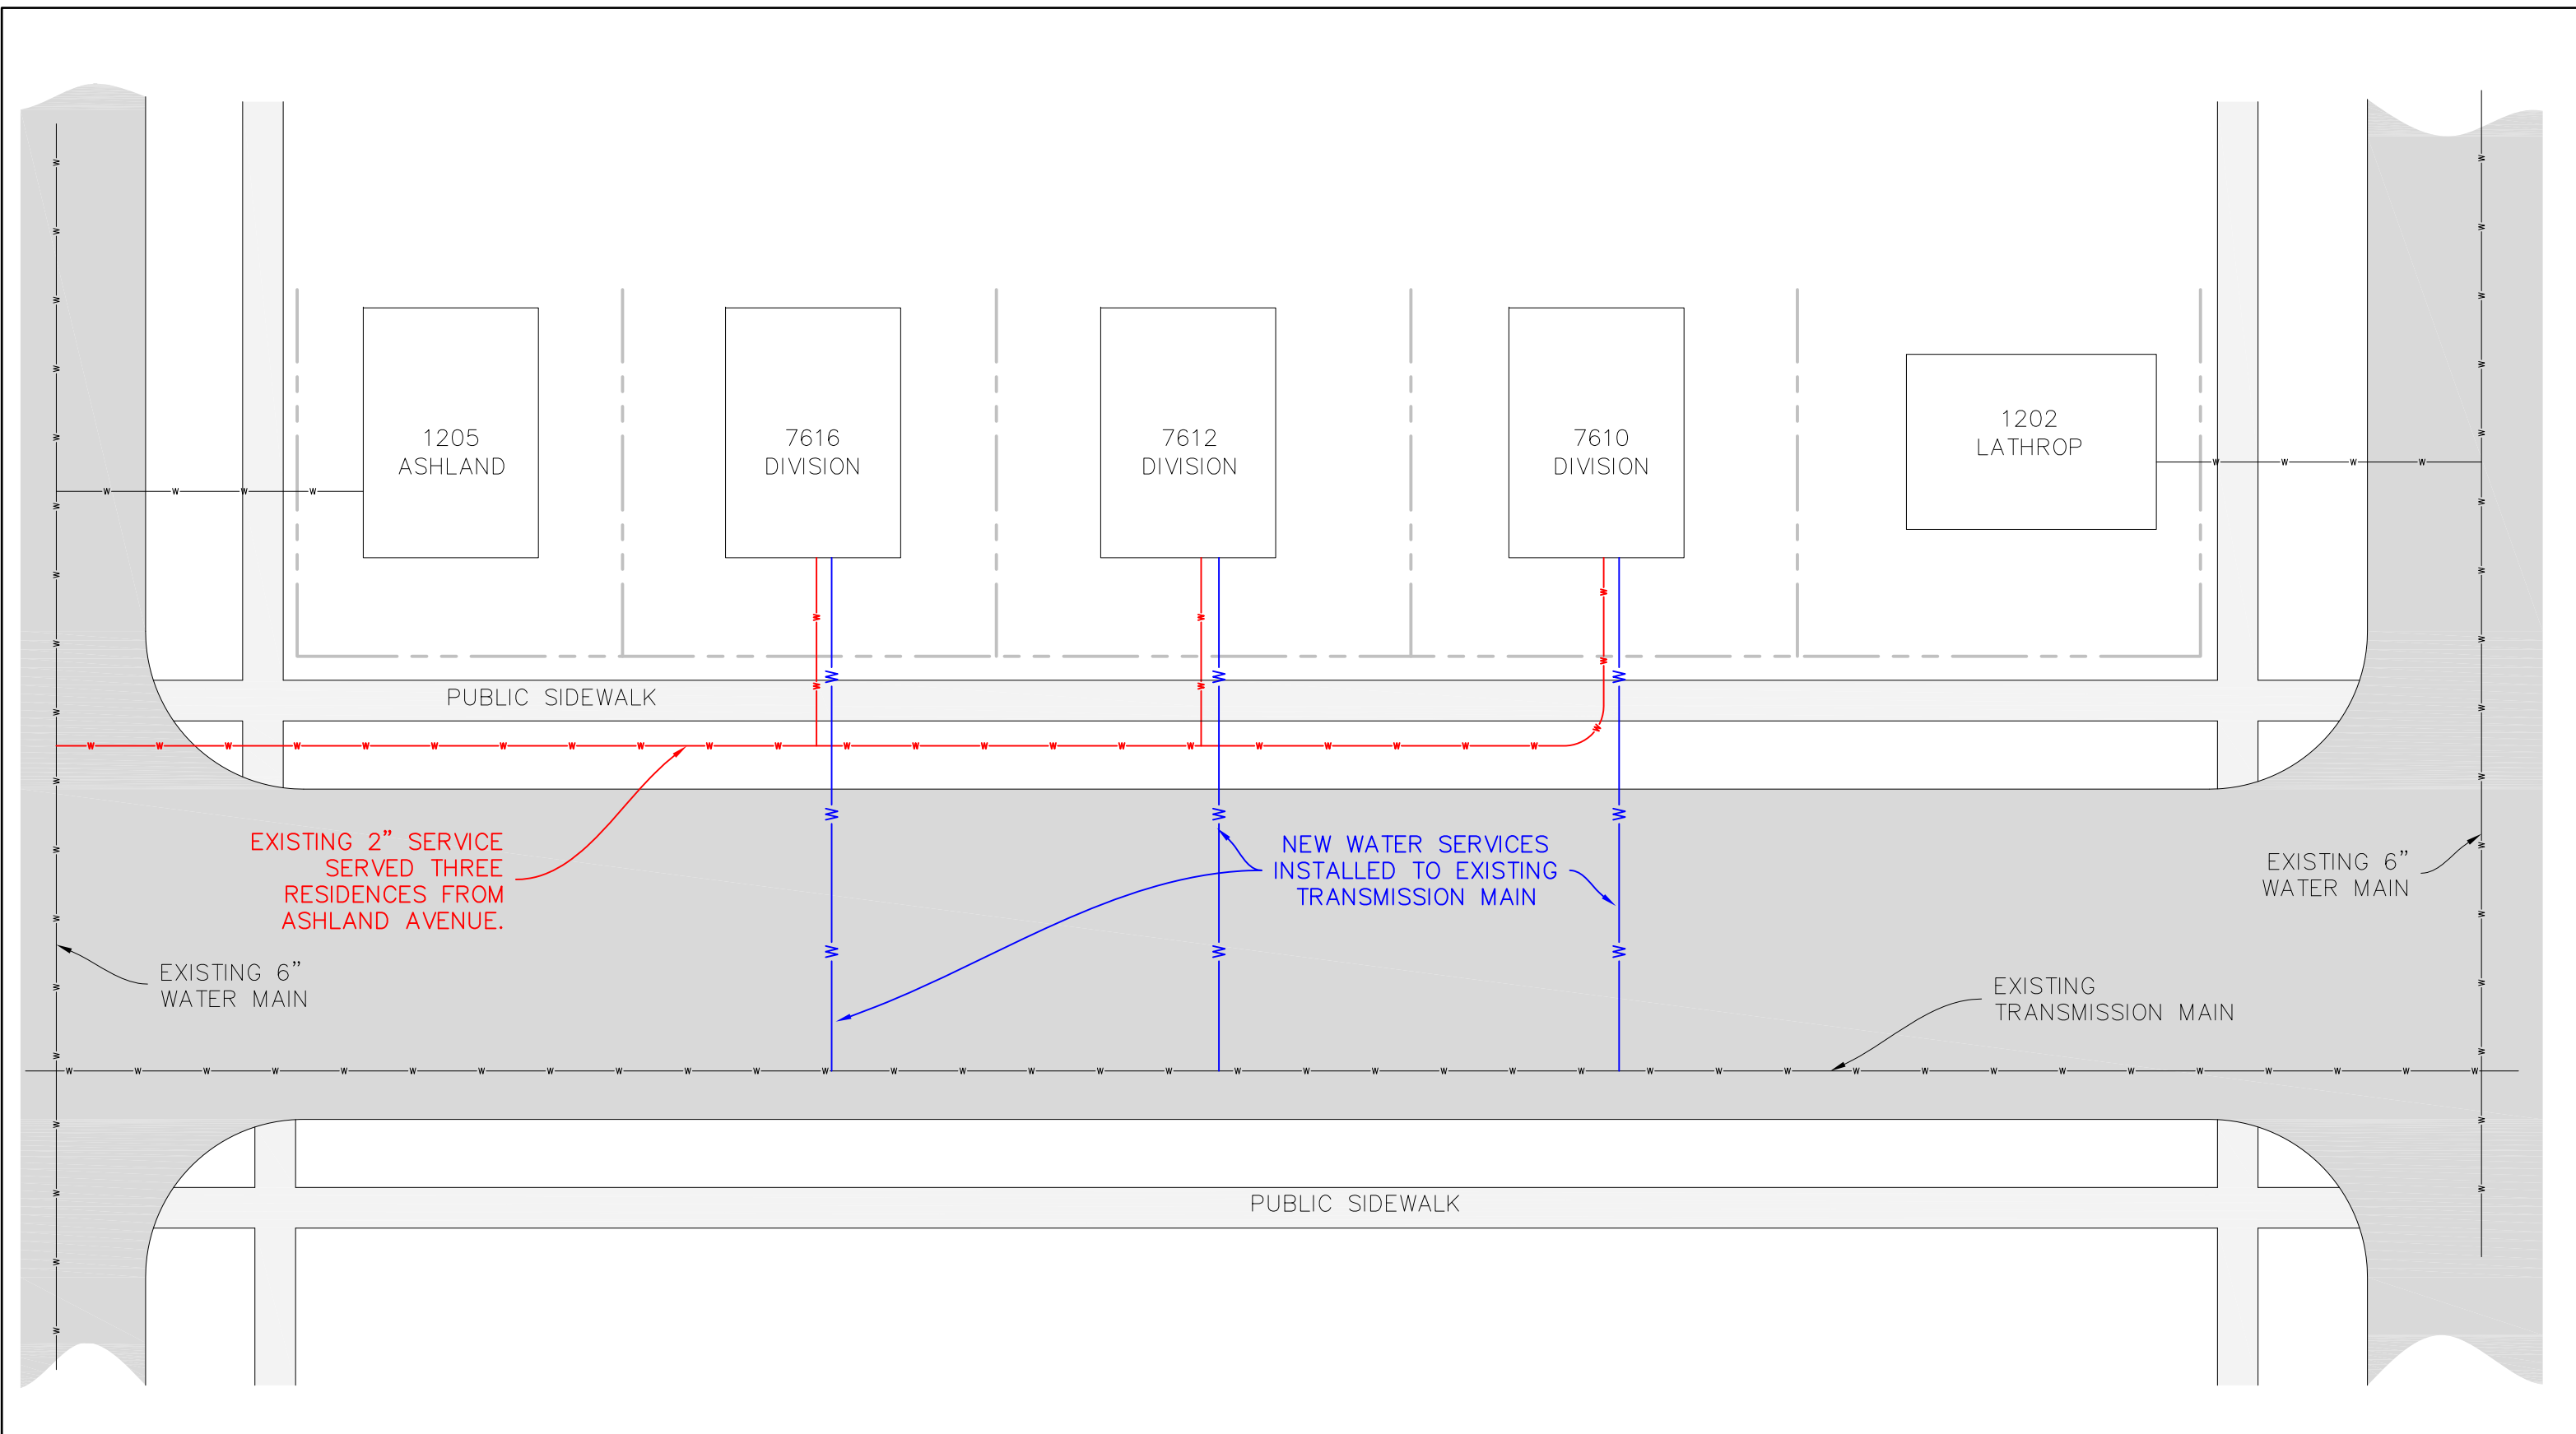 1205
ASHLAND
7616
DIVISION
7612
DIVISION
7610
DIVISION
1202
LATHROP
PUBLIC SIDEWALK
EXISTING 2" SERVICE
SERVED THREE
RESIDENCES FROM
ASHLAND AVENUE.
NEW WATER SERVICES
INSTALLED TO EXISTING
TRANSMISSION MAIN
EXISTING 6"
WATER MAIN
EXISTING 6"
WATER MAIN
EXISTING
TRANSMISSION MAIN
PUBLIC SIDEWALK